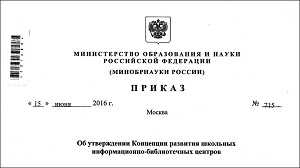 МИНИСТЕРСТВО ОБРАЗОВАНИЯ И НАУКИ
РОССИЙСКОЙ ФЕДЕРАЦИИ
(МИНОБРНАУКИ РОССИИ)
ПРИКАЗ
« 15 » июня 2016 г.
№ 715
Москва
Об утверждении Концепции развития школьных
информационно-библиотечных центров